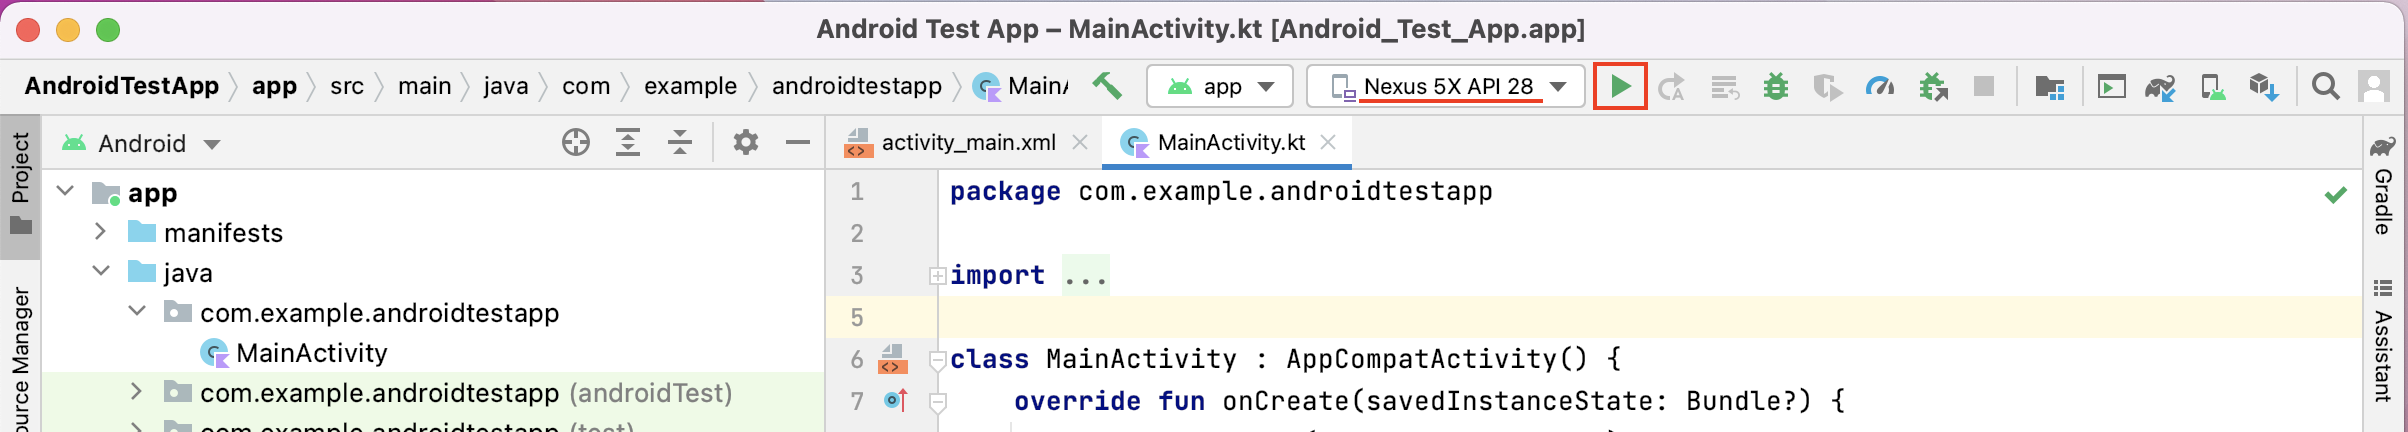 Android Test App – MainActivity.kt [Android_Test_App.app]
AndroidTestApp app src main java com example androidtestapp app Nexus 5X API 28
Project
Android
activity_main.xml MainActivity.kt
Gradle
app
manifests
java
com.example.androidtestapp
MainActivity
com.example.androidtestapp (androidTest)
1 package com.example.androidtestapp
2
3 import ...
5
6 class MainActivity : AppCompatActivity() {
7 override fun onCreate(savedInstanceState: Bundle?) {
Manager
Assistant